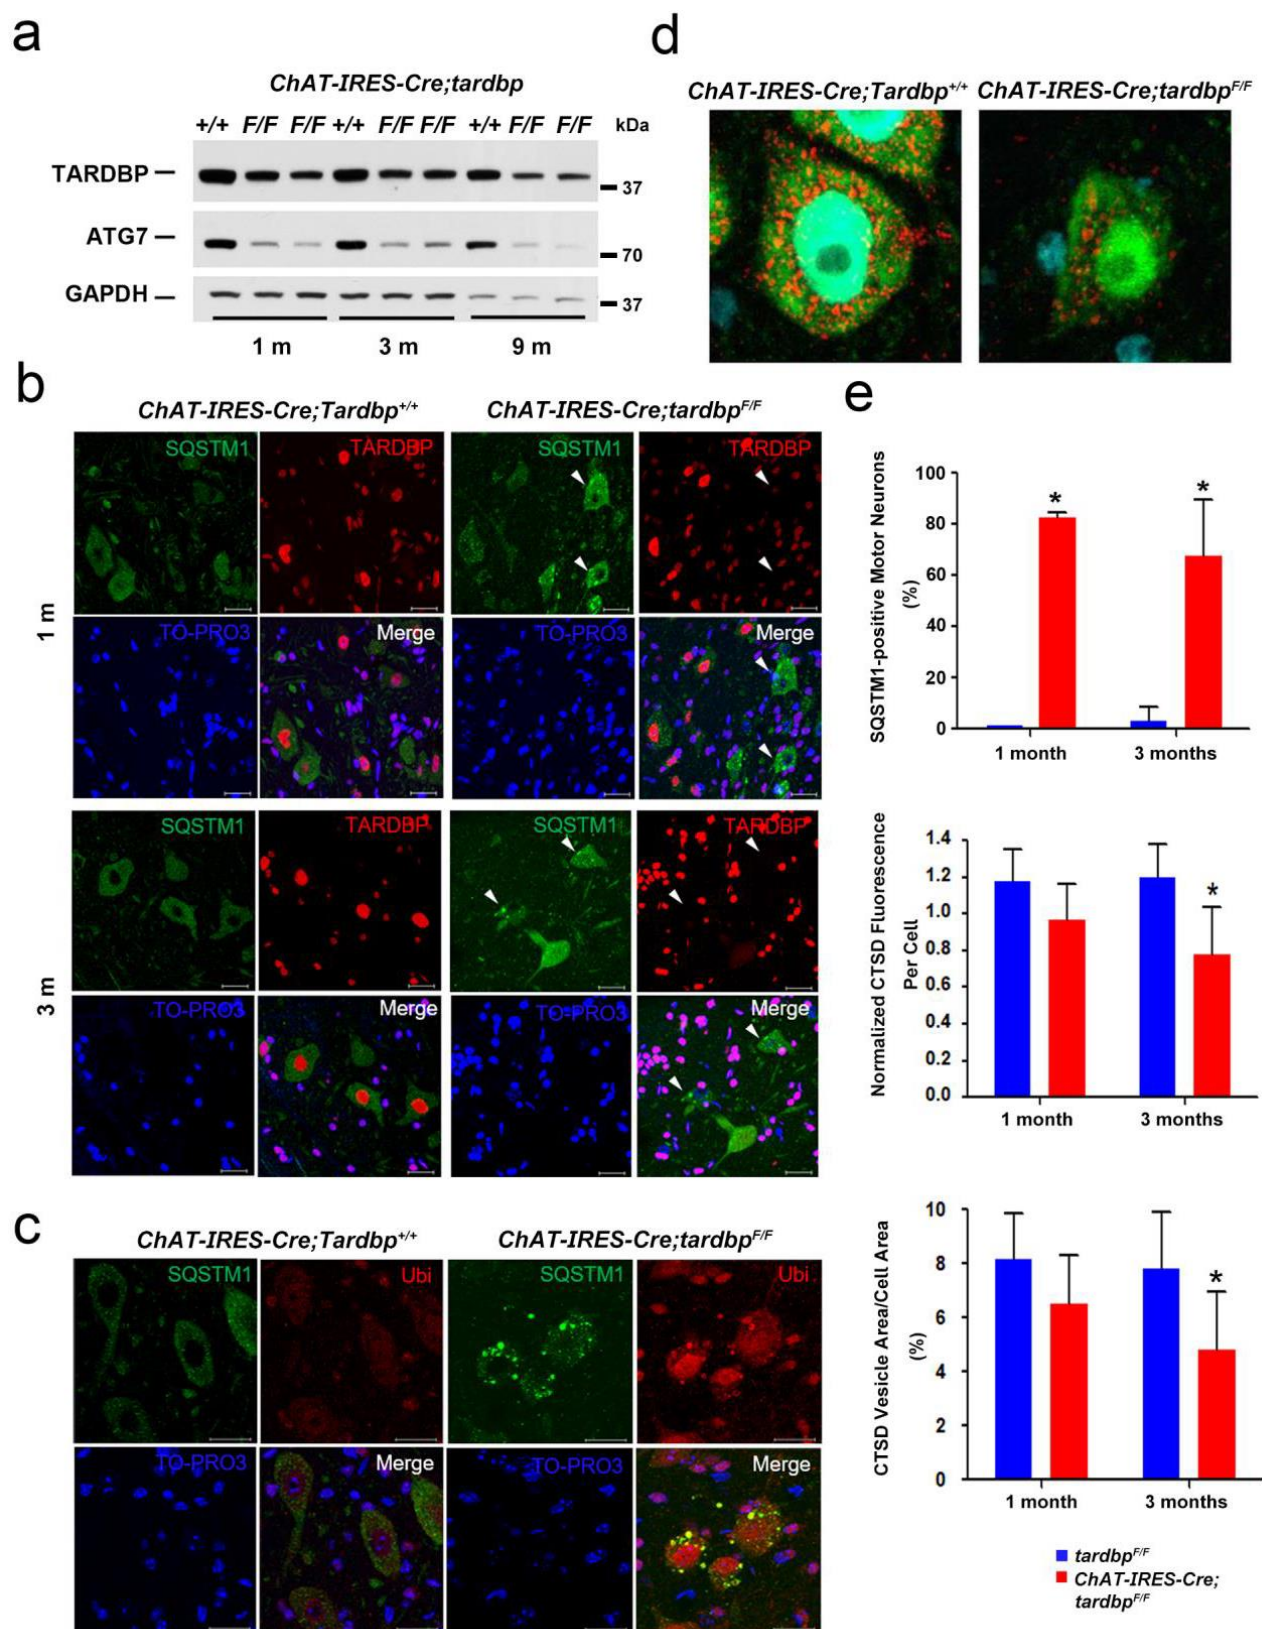 a
ChAT-IRES-Cre;tardbp
+/+ F/F F/F +/+ F/F F/F +/+ F/F F/F kDa
TARDBP
37
ATG7
70
GAPDH
37
1 m 3 m 9 m
d
ChAT-IRES-Cre;Tardbp+/+ ChAT-IRES-Cre;tardbpF/F
b
ChAT-IRES-Cre;Tardbp+/+ ChAT-IRES-Cre;tardbpF/F
1 m
SQSTM1 TARDBP SQSTM1 TARDBP
TO-PRO3 Merge TO-PRO3 Merge
3 m
SQSTM1 TARDBP SQSTM1 TARDBP
TO-PRO3 Merge TO-PRO3 Merge
c
ChAT-IRES-Cre;Tardbp+/+ ChAT-IRES-Cre;tardbpF/F
SQSTM1 Ubi SQSTM1 Ubi
TO-PRO3 Merge TO-PRO3 Merge
e
SQSTM1-positive Motor Neurons
(%)
100
80
60
40
20
0
* *
1 month 3 months
Normalized CTSD Fluorescence
Per Cell
1.4
1.2
1.0
0.8
0.6
0.4
0.2
0.0
*
1 month 3 months
CTSD Vesicle Area/Cell Area
(%)
10
8
6
4
2
0
*
1 month 3 months
tardbpF/F
ChAT-IRES-Cre;
tardbpF/F